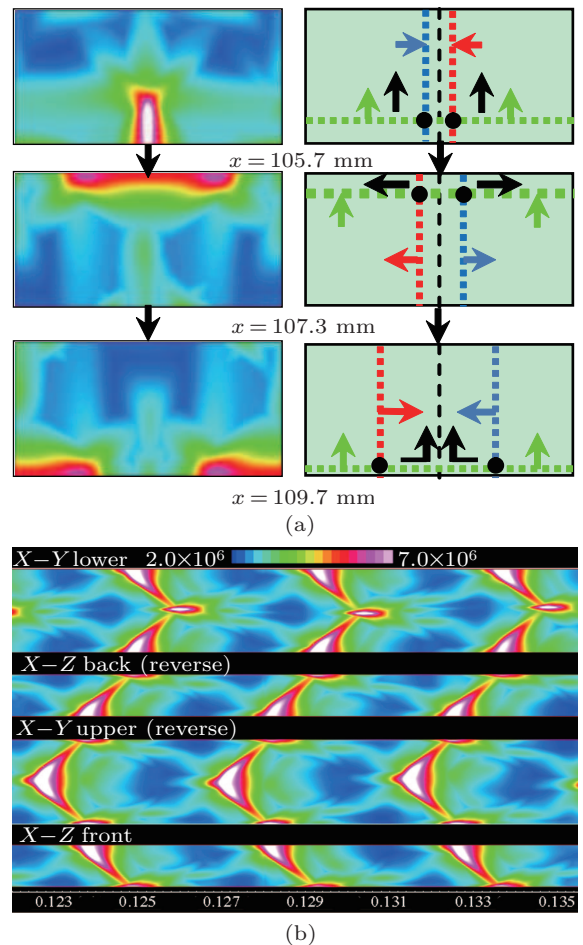 x=105.7 mm
x=107.3 mm
x=109.7 mm
(a)
X–Y lower 2.0×10⁶ 7.0×10⁶
X–Z back (reverse)
X–Y upper (reverse)
X–Z front
0.123 0.125 0.127 0.129 0.131 0.133 0.135
(b)